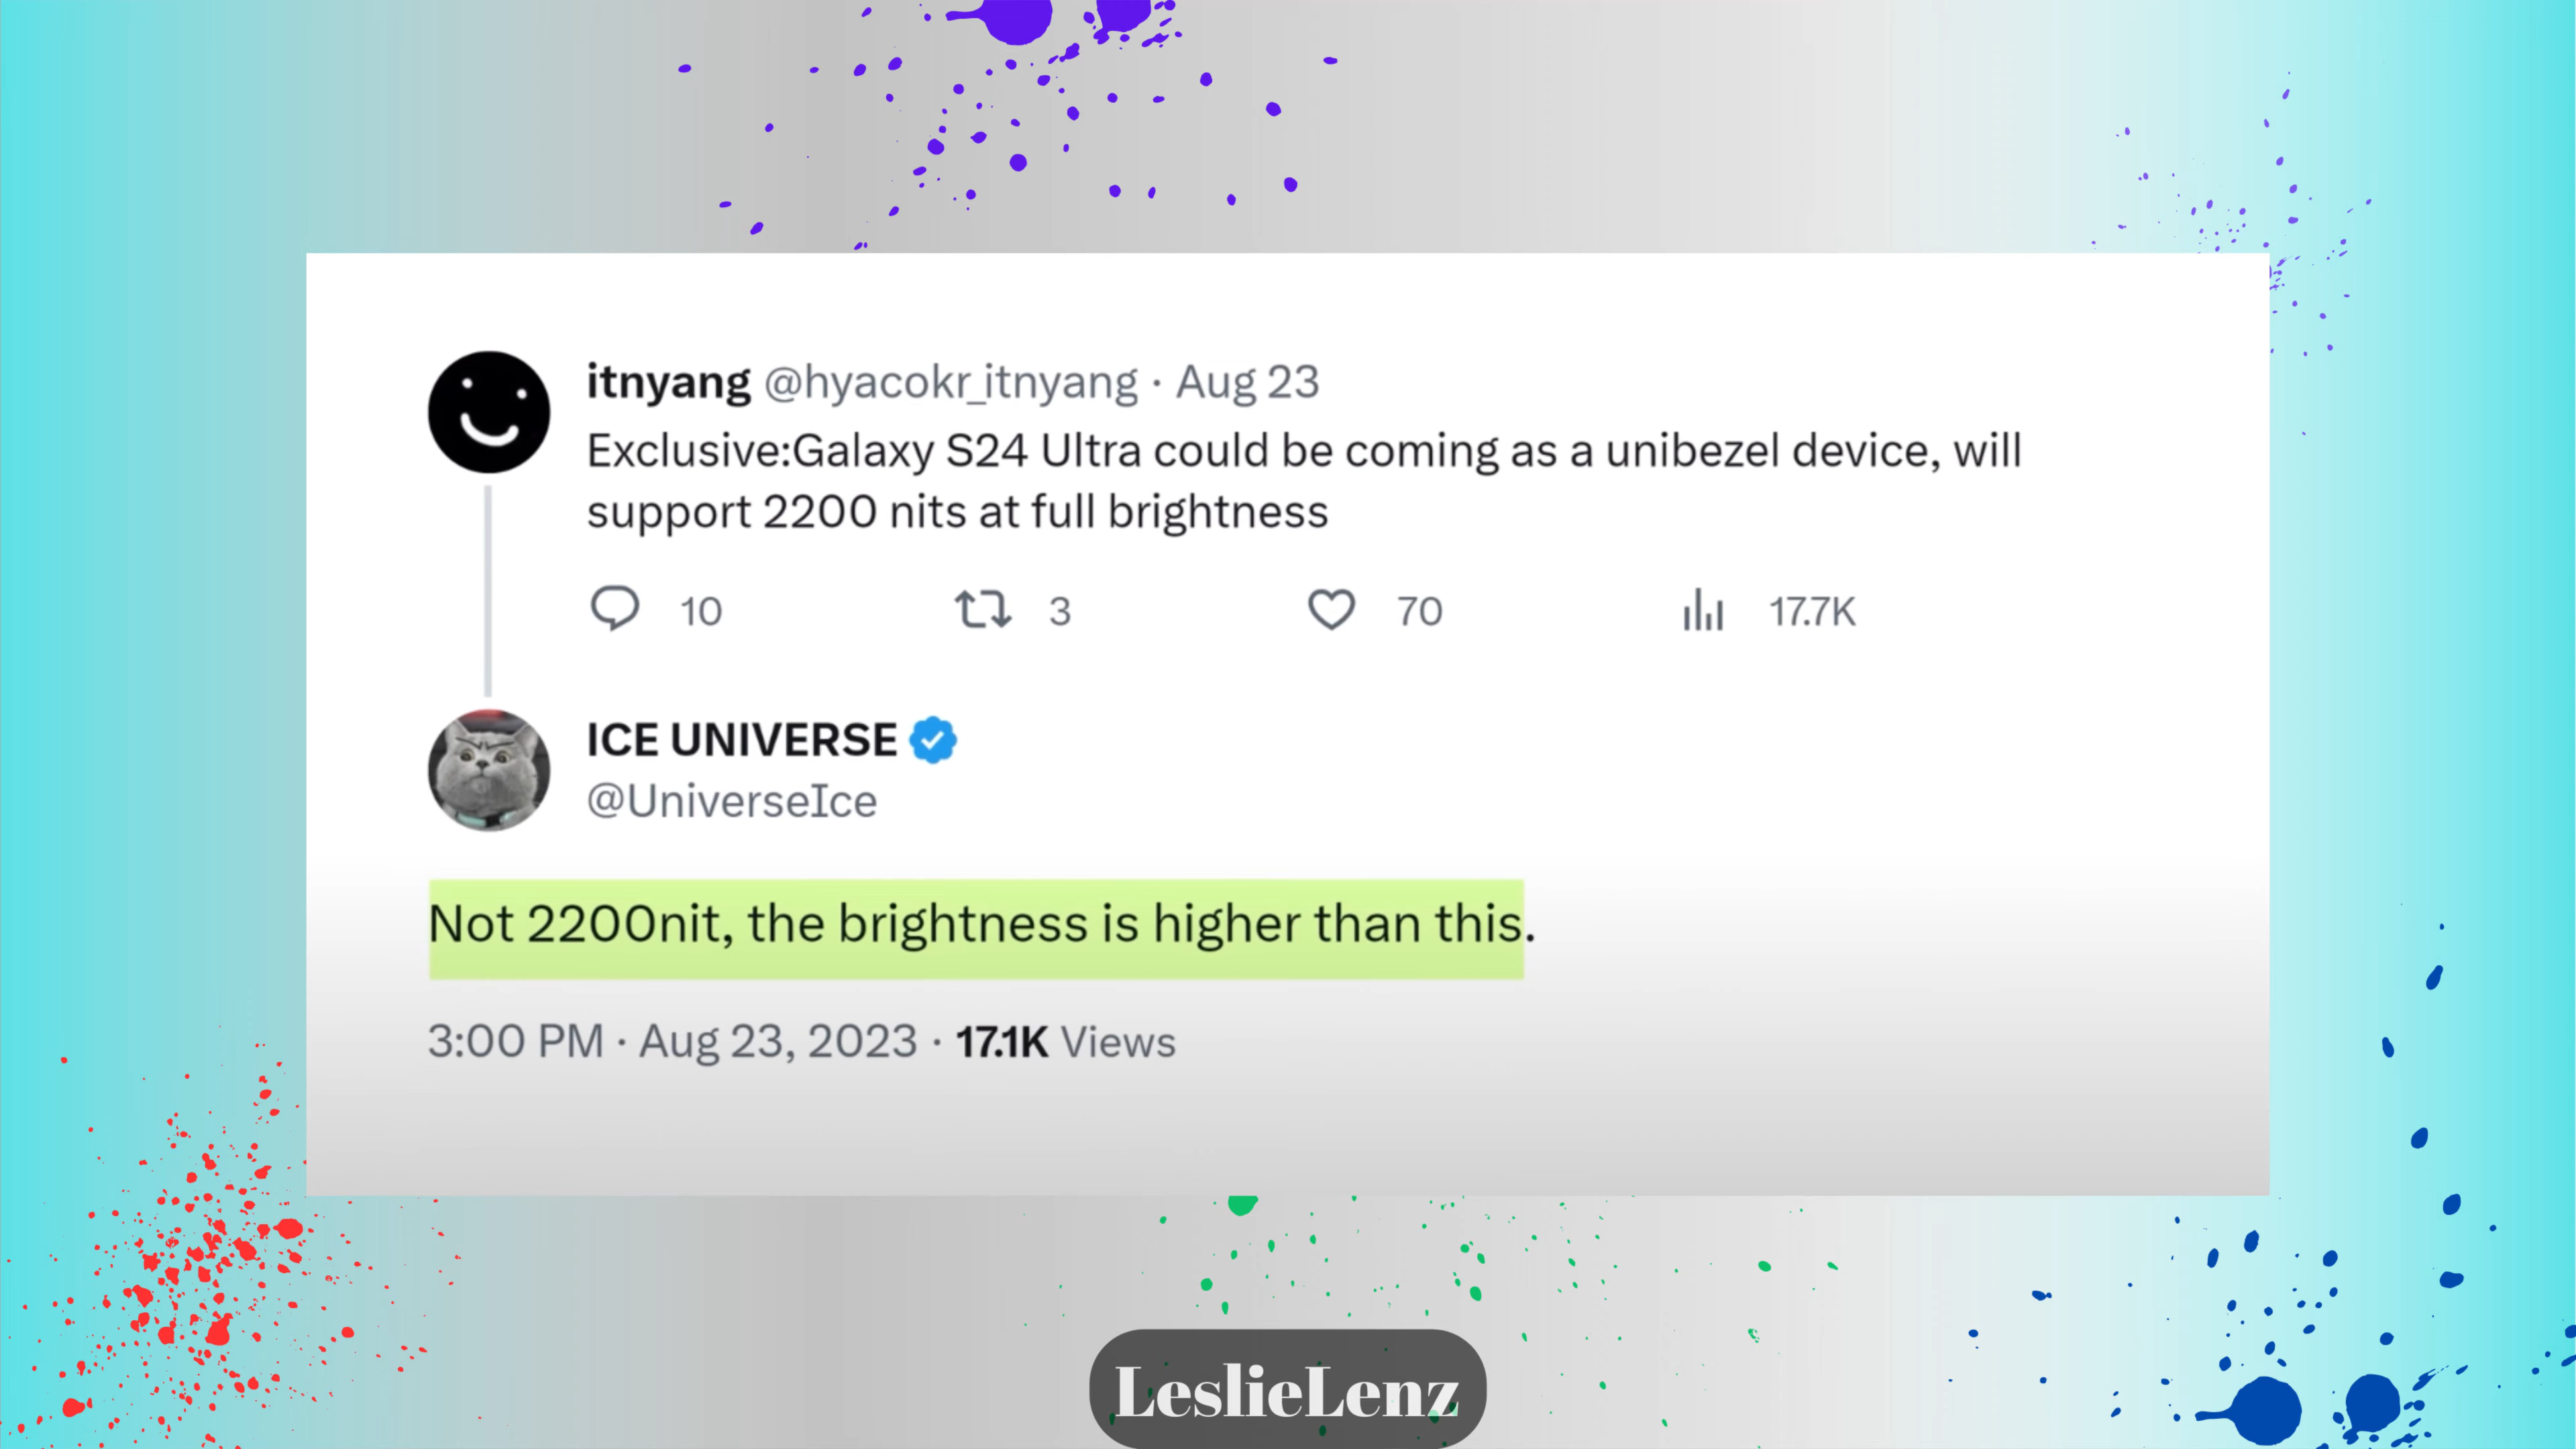 itnyang @hyacokr_itnyang · Aug 23
Exclusive:Galaxy S24 Ultra could be coming as a unibezel device, will
support 2200 nits at full brightness
10 3 70 17.7K
ICE UNIVERSE
@UniverseIce
Not 2200nit, the brightness is higher than this.
3:00 PM · Aug 23, 2023 · 17.1K Views
LeslieLenz